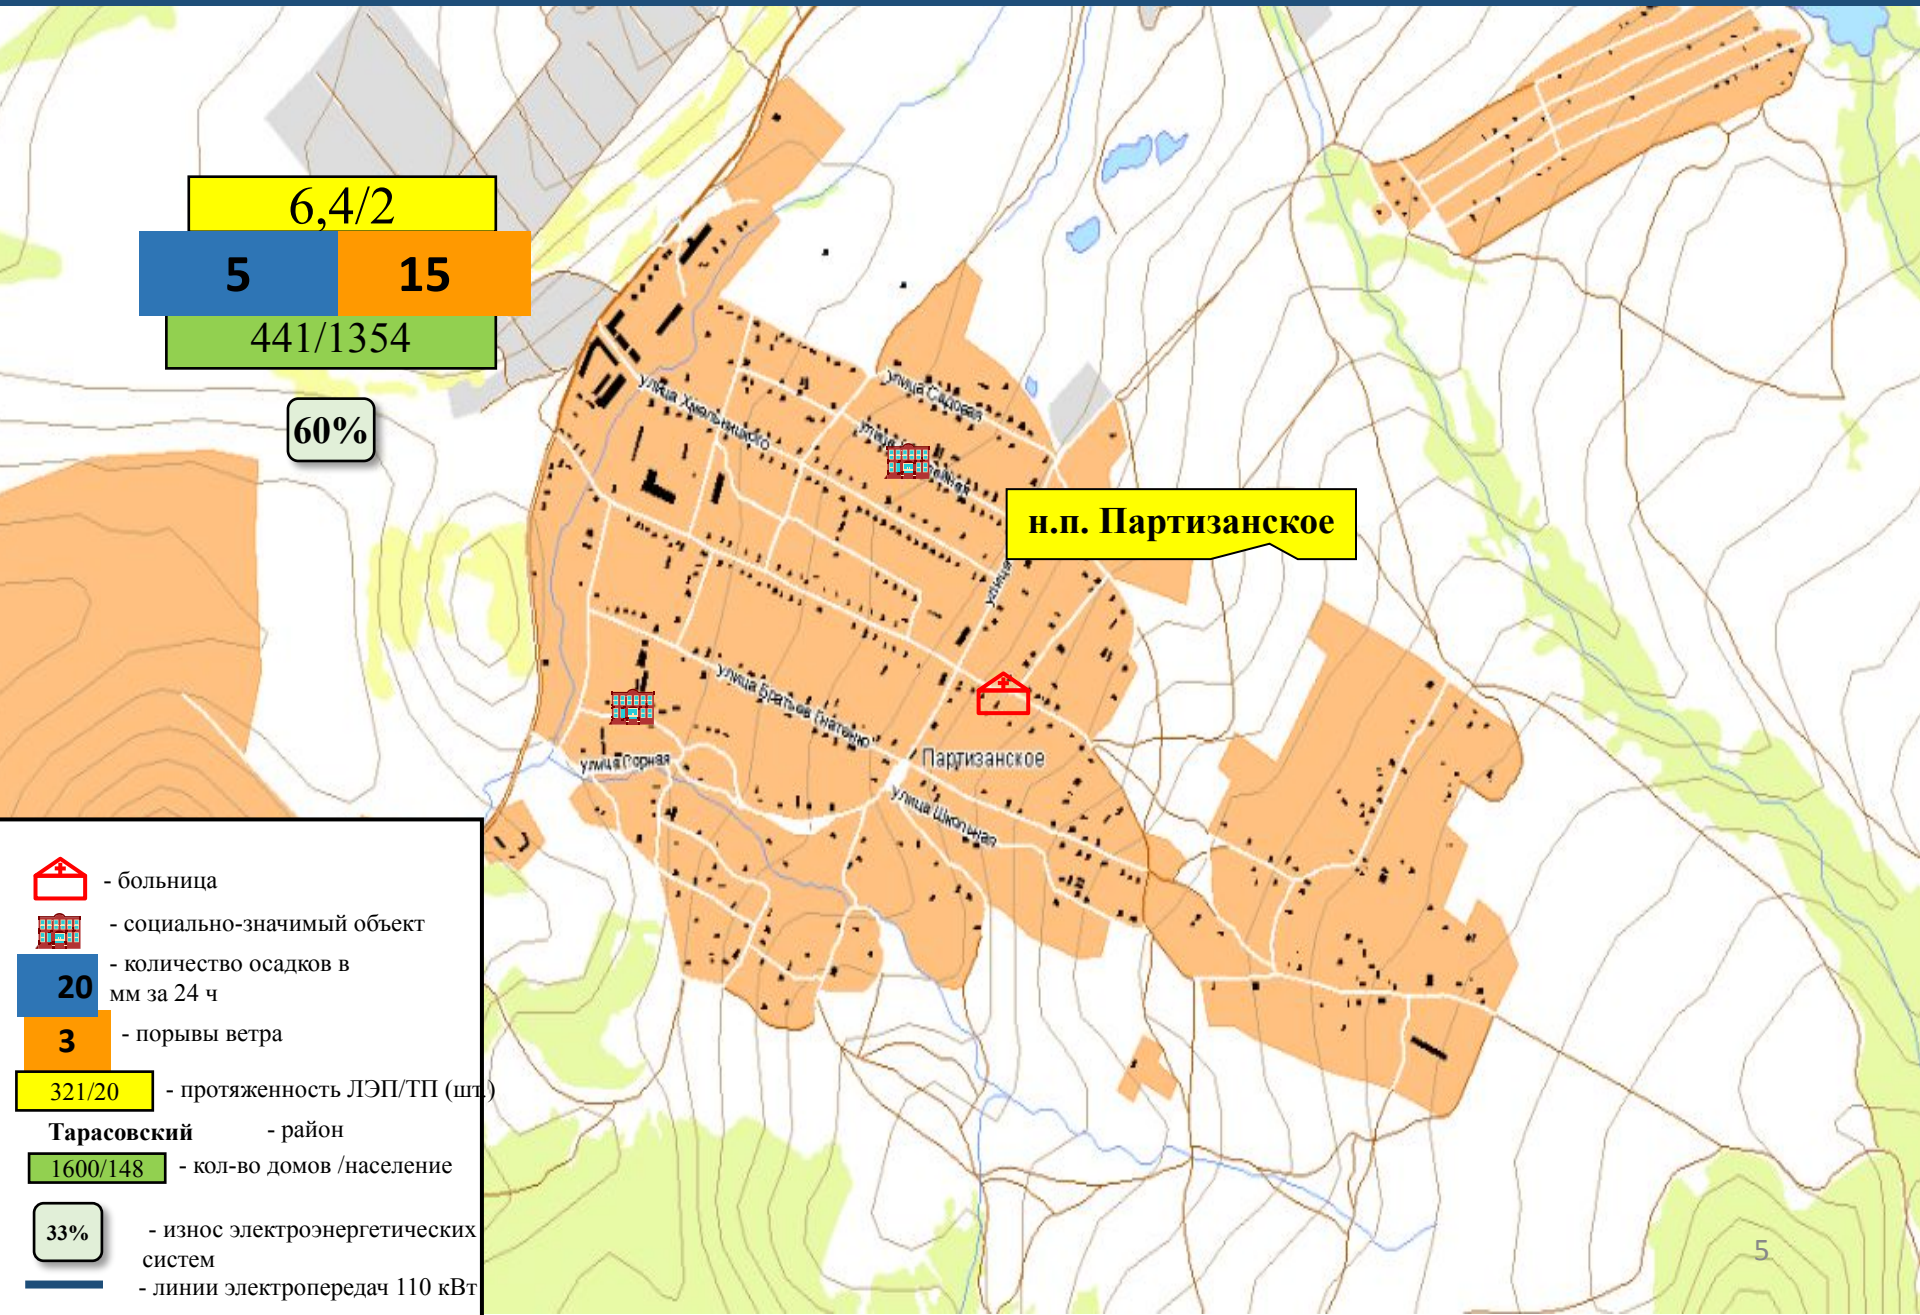 6,4/2
5
15
441/1354
60%
улица Садовая
улица Хмельницкого
улица
н.п. Партизанское
улица
улица Братьев Гнатенко
Партизанское
улица Горная
улица Школьная
- больница
- социально-значимый объект
20
- количество осадков в
мм за 24 ч
3
- порывы ветра
321/20
- протяженность ЛЭП/ТП (шт.)
Тарасовский
- район
1600/148
- кол-во домов /население
33%
- износ электроэнергетических
систем
- линии электропередач 110 кВт
5